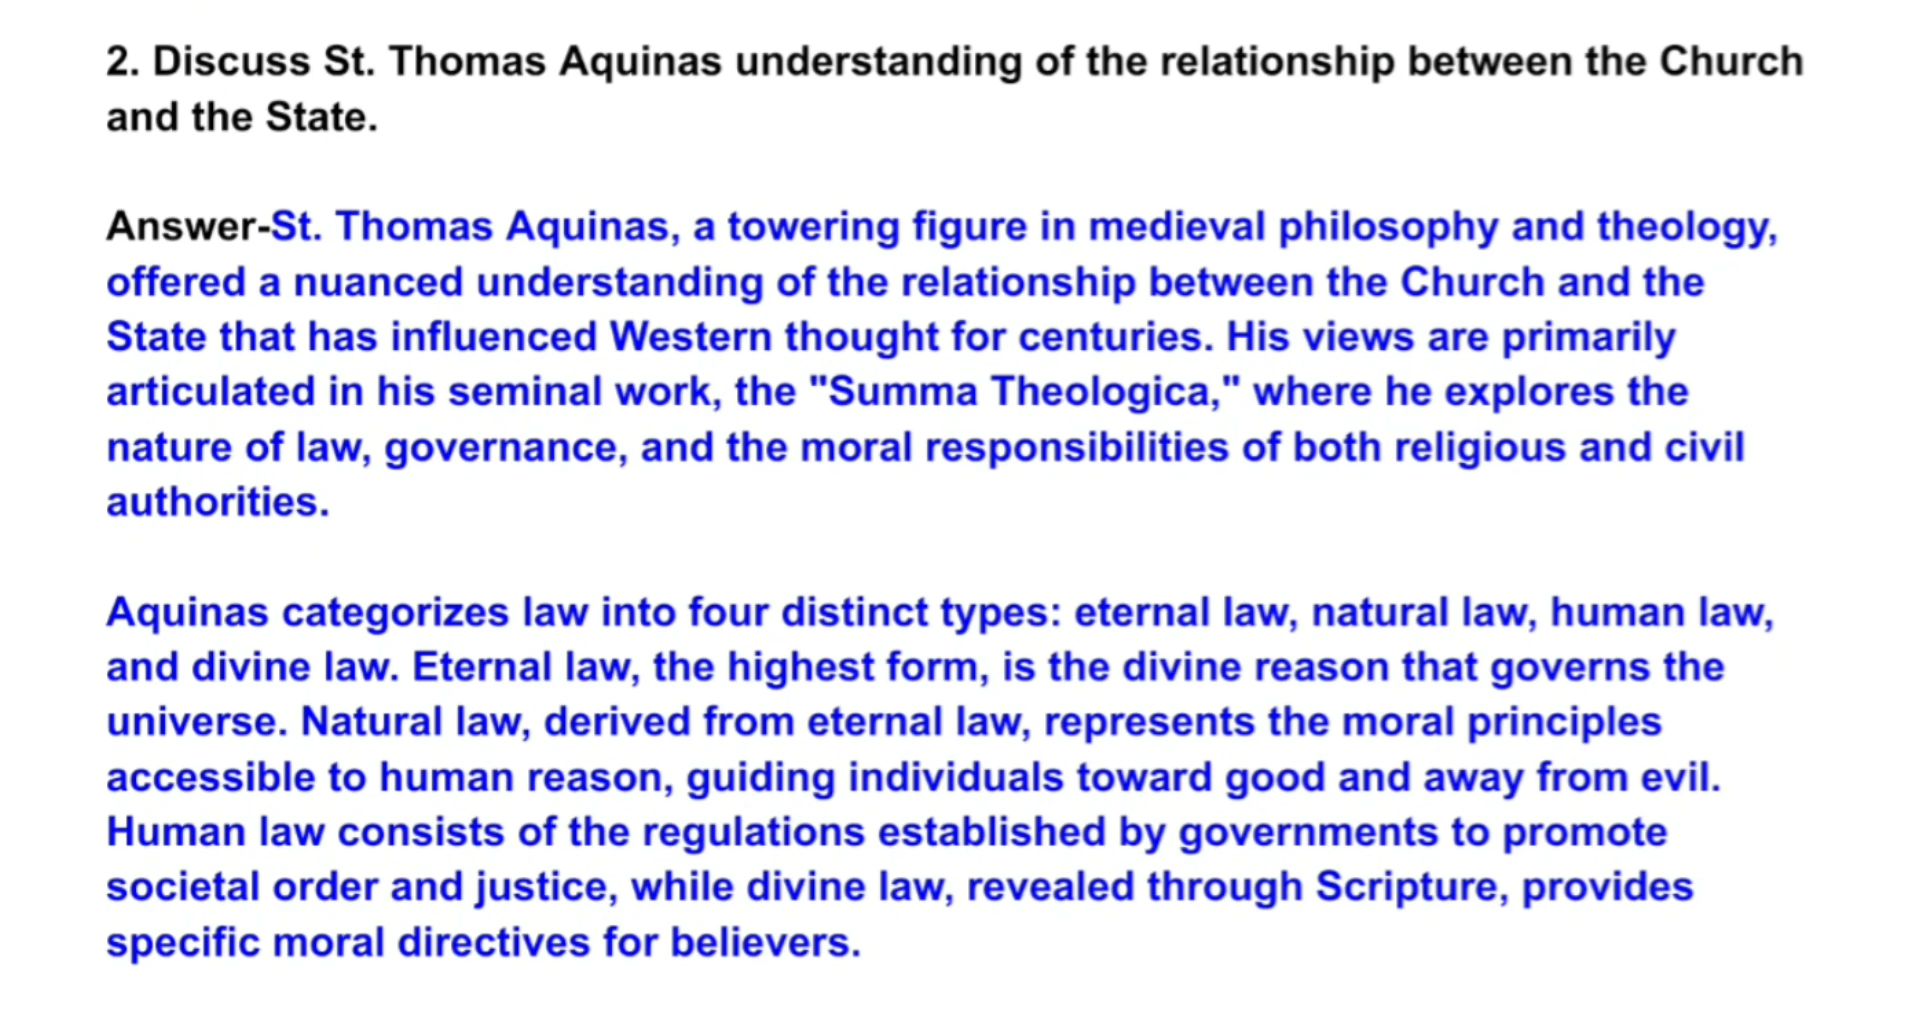 2. Discuss St. Thomas Aquinas understanding of the relationship between the Church
and the State.
Answer-St. Thomas Aquinas, a towering figure in medieval philosophy and theology,
offered a nuanced understanding of the relationship between the Church and the
State that has influenced Western thought for centuries. His views are primarily
articulated in his seminal work, the "Summa Theologica," where he explores the
nature of law, governance, and the moral responsibilities of both religious and civil
authorities.
Aquinas categorizes law into four distinct types: eternal law, natural law, human law,
and divine law. Eternal law, the highest form, is the divine reason that governs the
universe. Natural law, derived from eternal law, represents the moral principles
accessible to human reason, guiding individuals toward good and away from evil.
Human law consists of the regulations established by governments to promote
societal order and justice, while divine law, revealed through Scripture, provides
specific moral directives for believers.